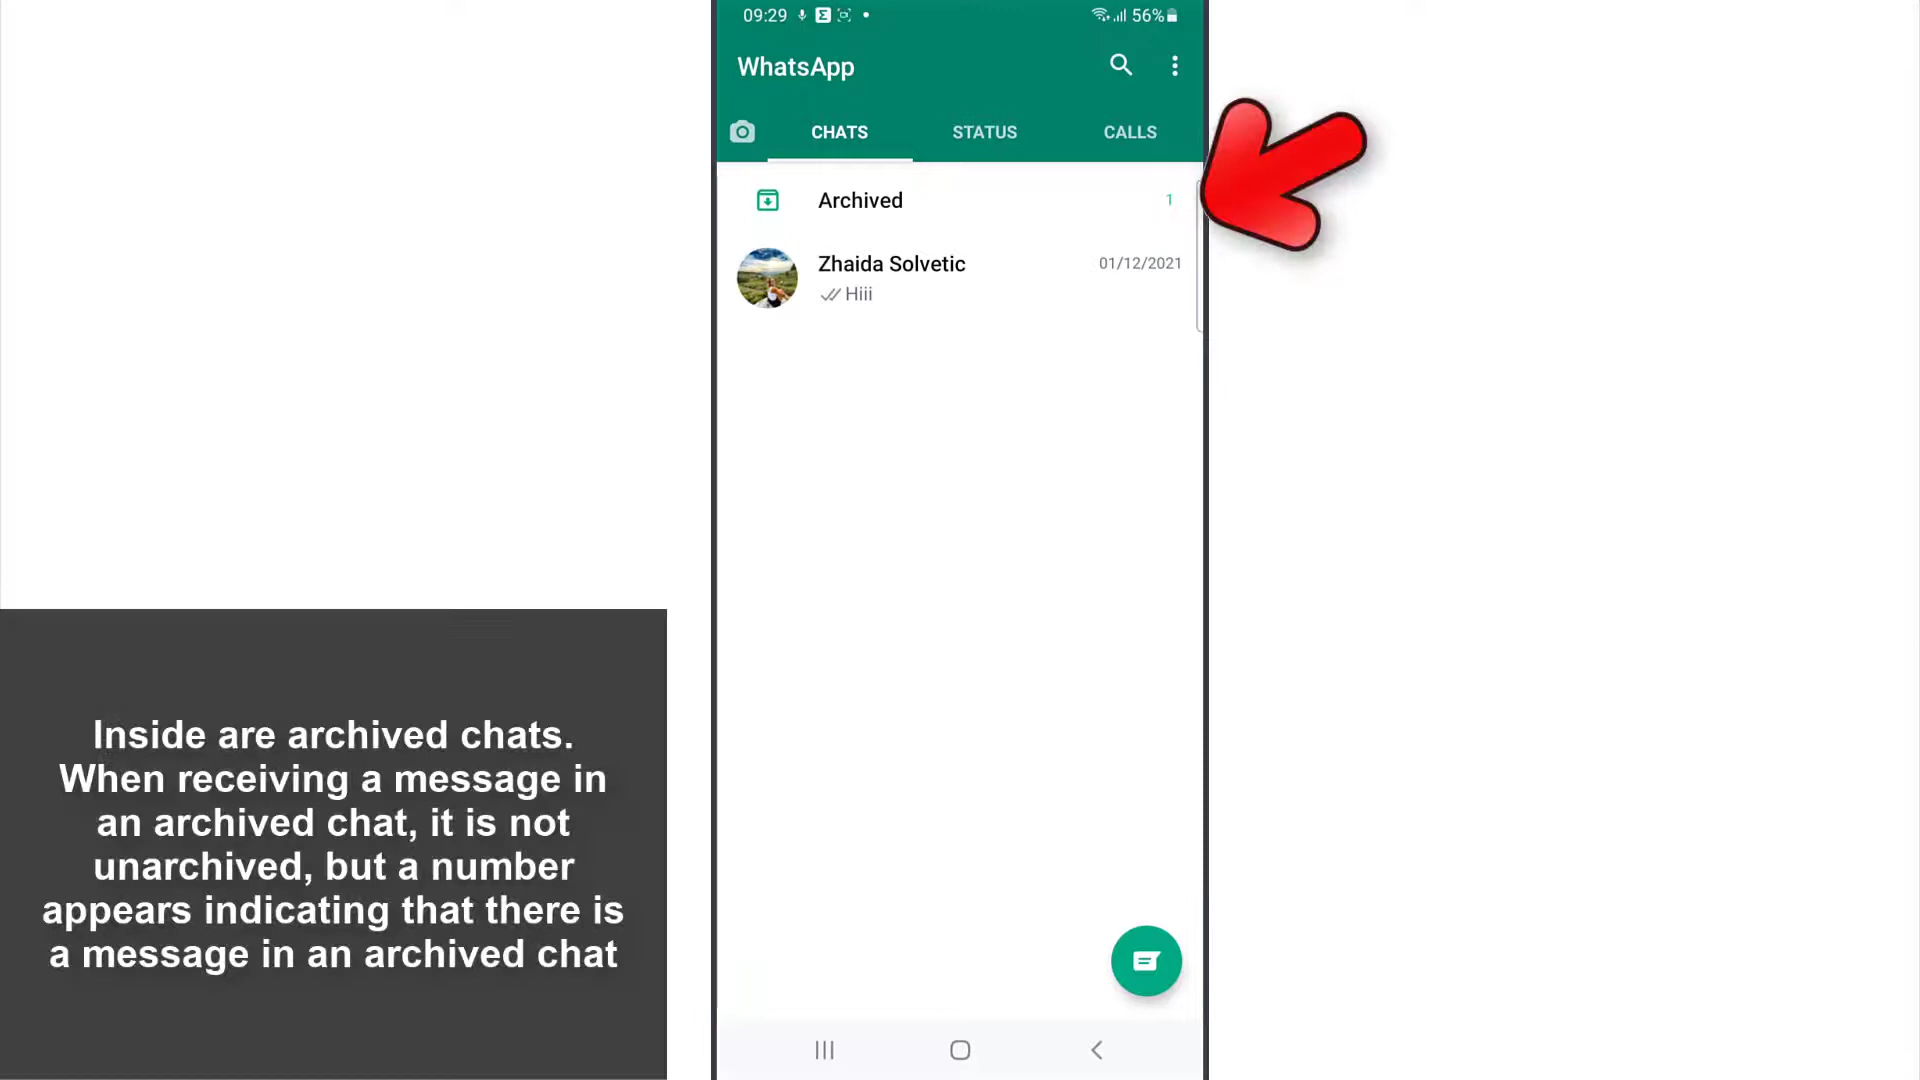 09:29
56%
WhatsApp
CHATS STATUS CALLS
Archived 1
Zhaida Solvetic 01/12/2021
Hiii
Inside are archived chats.
When receiving a message in
an archived chat, it is not
unarchived, but a number
appears indicating that there is
a message in an archived chat